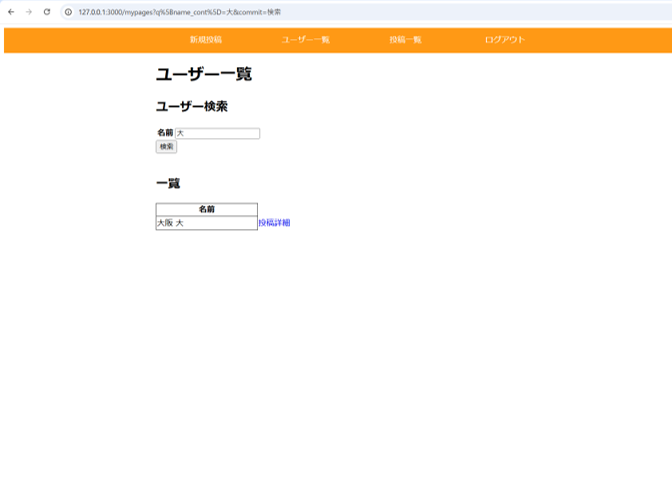 127.0.0.1:3000/mypages?q%5Bname_cont%5D=大&commit=検索
新規投稿 ユーザー一覧 投稿一覧 ログアウト
ユーザー一覧
ユーザー検索
名前 大
検索
一覧
名前
大阪 大 投稿詳細